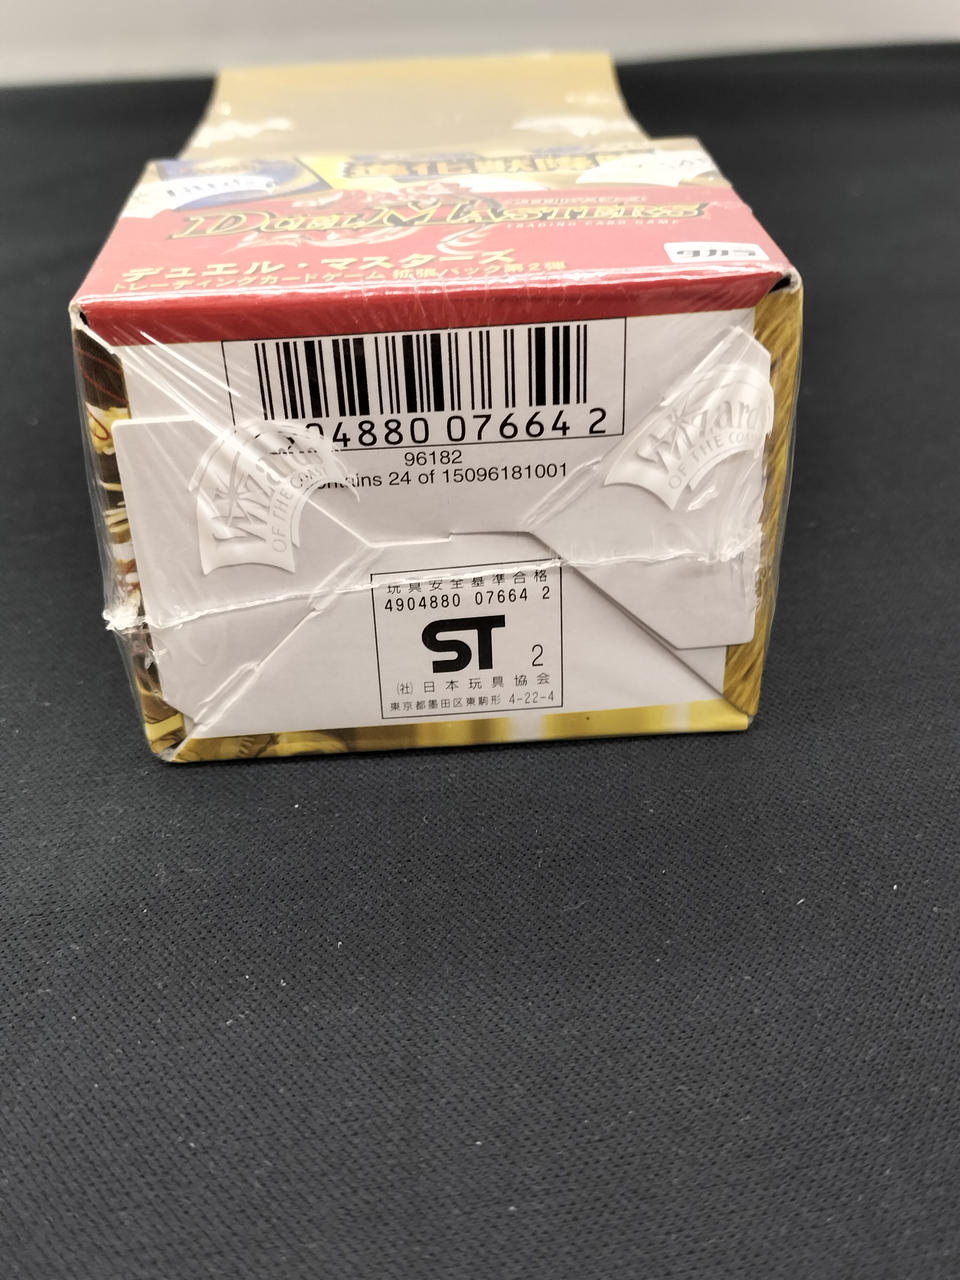 DUEL MASTERS
TRADING CARD GAME
デュエル・マスターズ
タカラ
トレーディングカードゲーム 拡張パック第2弾
04880 07664 2
96182
15096181001
24 of
Wizards
OF THE COAST
Wizards
OF THE COAST
玩具安全基準合格
4904880 07664 2
ST 2
(社)日本玩具協会
東京都墨田区東駒形 4-22-4